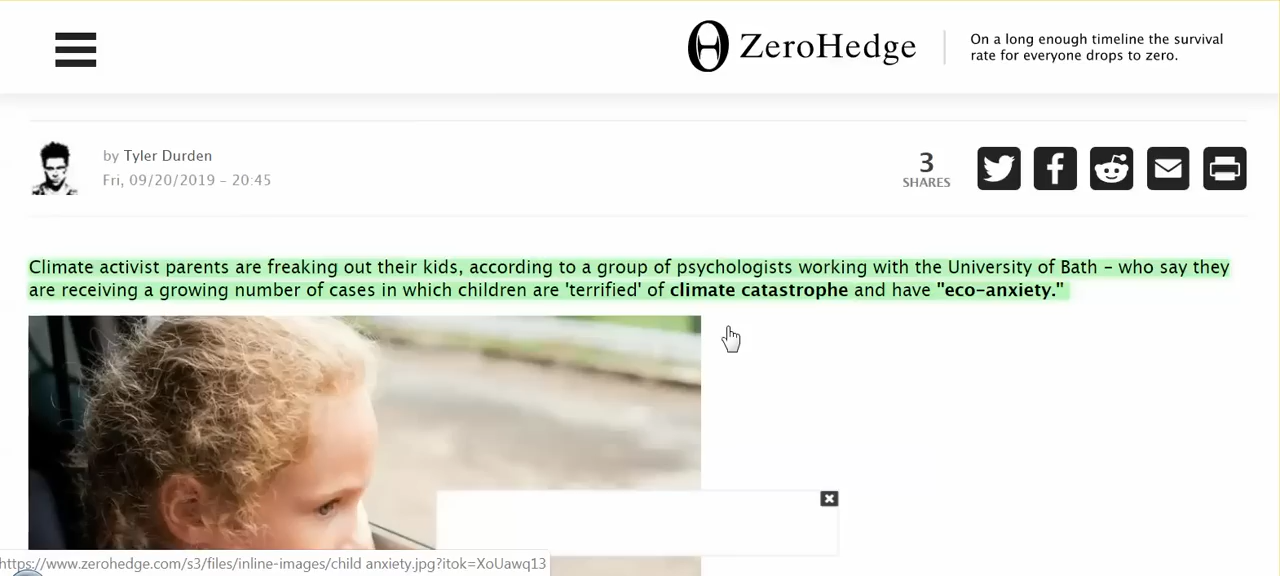 ZeroHedge
On a long enough timeline the survival
rate for everyone drops to zero.
by Tyler Durden
Fri, 09/20/2019 – 20:45
3
SHARES
Climate activist parents are freaking out their kids, according to a group of psychologists working with the University of Bath – who say they
are receiving a growing number of cases in which children are 'terrified' of climate catastrophe and have "eco-anxiety."
https://www.zerohedge.com/s3/files/inline-images/child anxiety.jpg?itok=XoUawq13